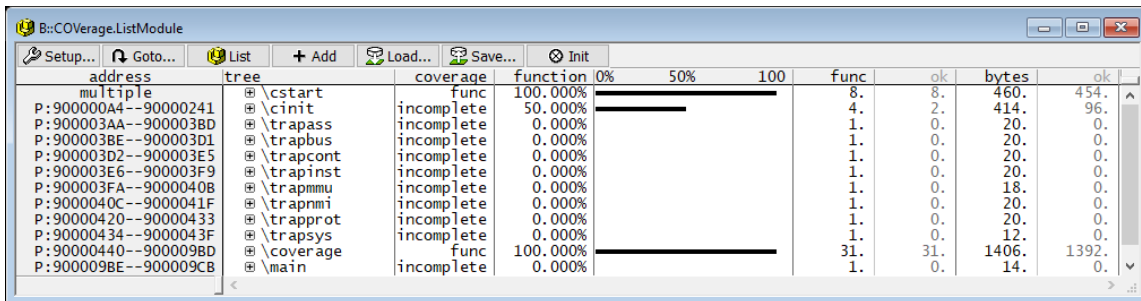 B::COVerage.ListModule
Setup... Goto... List Add Load... Save... Init
address tree coverage function 0% 50% 100 func ok bytes ok
multiple \cstart func 100.000% 8. 8. 460. 454.
P:900000A4--90000241 \cinit incomplete 50.000% 4. 2. 414. 96.
P:900003AA--900003BD \trapass incomplete 0.000% 1. 0. 20. 0.
P:900003BE--900003D1 \trapbus incomplete 0.000% 1. 0. 20. 0.
P:900003D2--900003E5 \trapcont incomplete 0.000% 1. 0. 20. 0.
P:900003E6--900003F9 \trapinst incomplete 0.000% 1. 0. 20. 0.
P:900003FA--9000040B \trapmmu incomplete 0.000% 1. 0. 18. 0.
P:9000040C--9000041F \trapnmi incomplete 0.000% 1. 0. 20. 0.
P:90000420--90000433 \trapprot incomplete 0.000% 1. 0. 20. 0.
P:90000434--9000043F \trapsys incomplete 0.000% 1. 0. 12. 0.
P:90000440--900009BD \coverage func 100.000% 31. 31. 1406. 1392.
P:900009BE--900009CB \main incomplete 0.000% 1. 0. 14. 0.